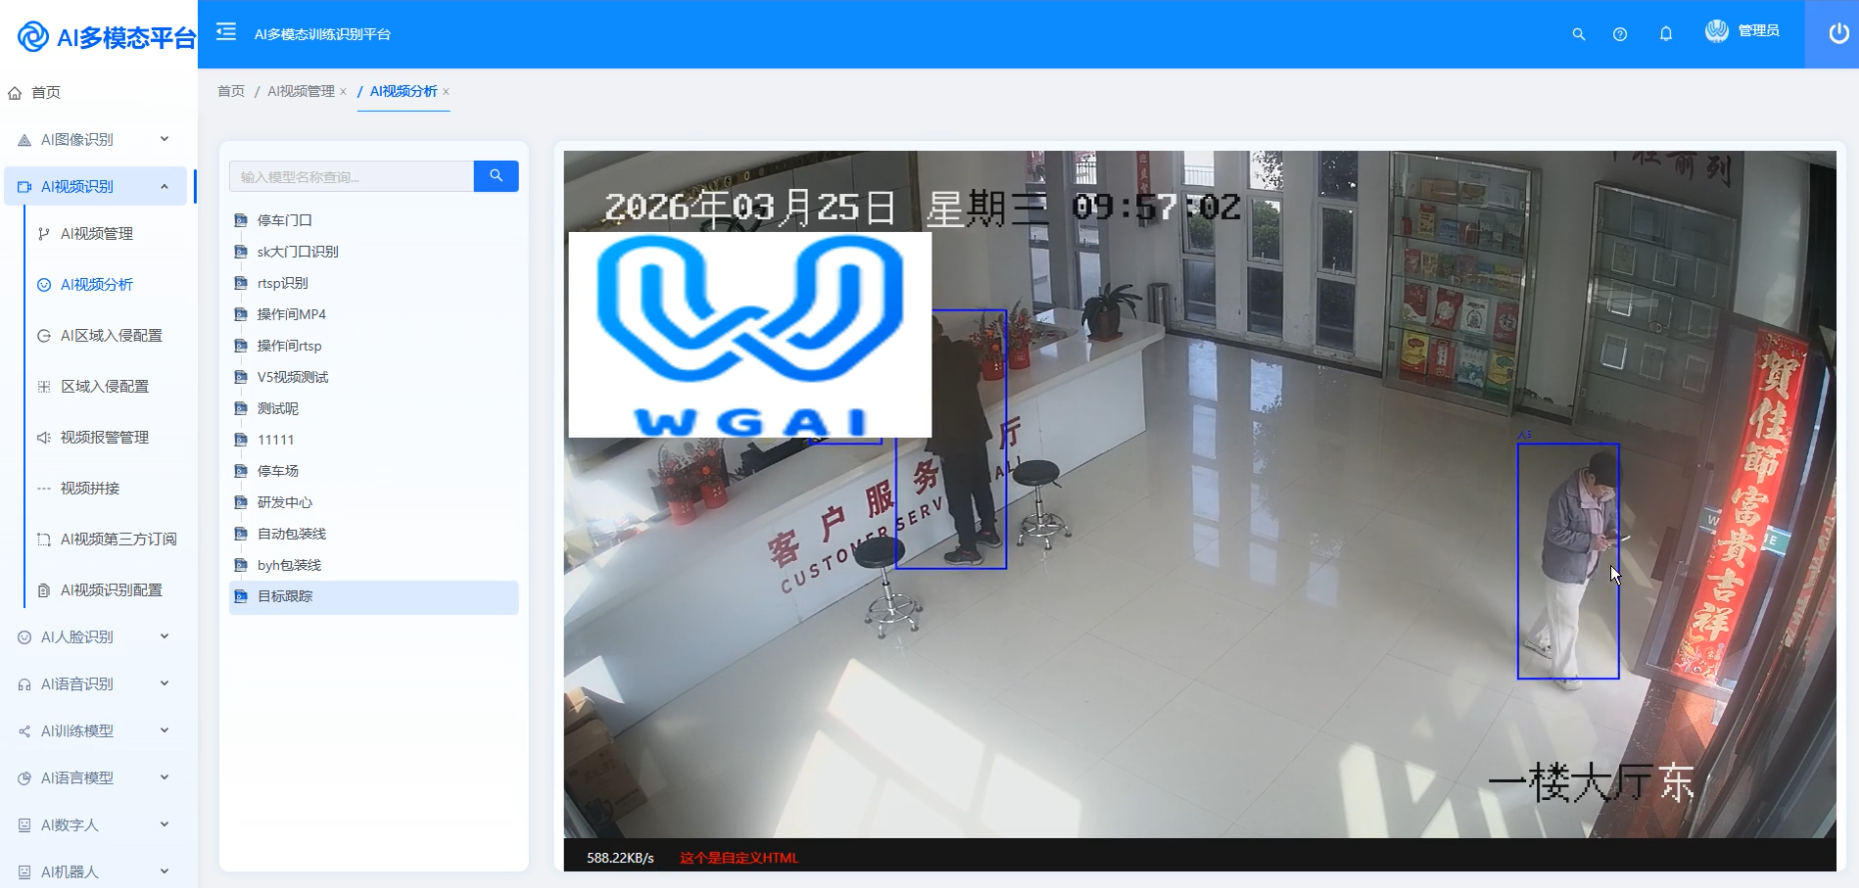 AI多模态平台
AI多模态训练识别平台
管理员
首页
AI图像识别
AI视频识别
AI视频管理
AI视频分析
AI区域入侵配置
区域入侵配置
视频报警管理
视频拼接
AI视频第三方订阅
AI视频识别配置
AI人脸识别
AI语音识别
AI训练模型
AI语言模型
AI数字人
AI机器人
首页 / AI视频管理 × / AI视频分析 ×
输入模型名称查询...
停车门口
sk大门口识别
rtsp识别
操作间MP4
操作间rtsp
V5视频测试
测试呢
11111
停车场
研发中心
自动包装线
byh包装线
目标跟踪
2026年03月25日 星期三 09:57:02
WGAI
客户服务 厅
CUSTOMER SERV ALL
贺佳節富貴吉祥
一楼大厅东
588.22KB/s
这个是自定义HTML